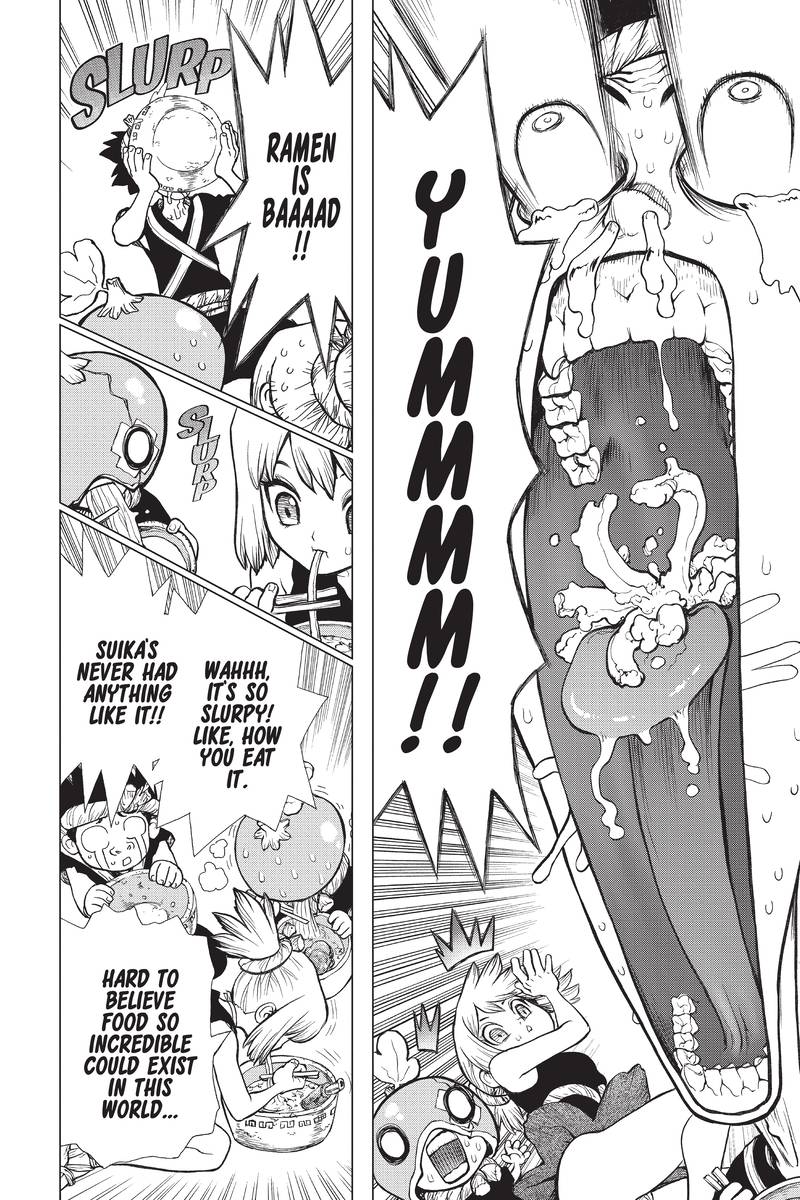 YUMMMM!!
SLURP
RAMEN
IS
BAAAAD
!!
SLURP
WAHHH,
IT'S SO
SLURPY!
LIKE, HOW
YOU EAT
IT.
SUIKA'S
NEVER HAD
ANYTHING
LIKE IT!!
HARD TO
BELIEVE
FOOD SO
INCREDIBLE
COULD EXIST
IN THIS
WORLD...